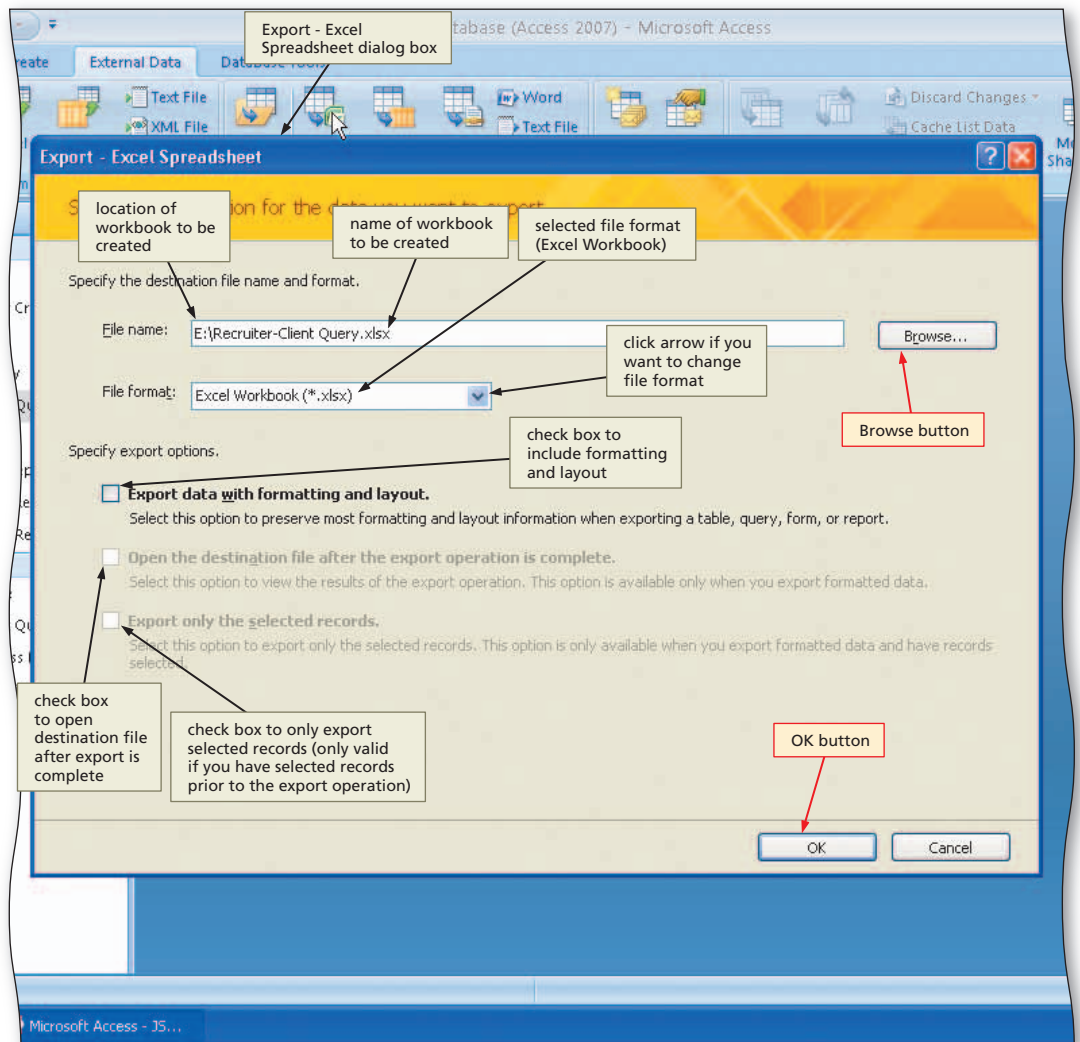 Export - Excel
Spreadsheet dialog box
(Access 2007) - Microsoft Access
External Data
Text File
XML File
Word
Text File
Discard Changes
Cache List Data
Export - Excel Spreadsheet
for the
location of
workbook to be
created
name of workbook
to be created
selected file format
(Excel Workbook)
Specify the destination file name and format.
File name:
E:\Recruiter-Client Query.xlsx
Browse...
click arrow if you
want to change
file format
File format:
Excel Workbook (*.xlsx)
Browse button
Specify export options.
check box to
include formatting
and layout
Export data with formatting and layout.
Select this option to preserve most formatting and layout information when exporting a table, query, form, or report.
Open the destination file after the export operation is complete.
Select this option to view the results of the export operation. This option is available only when you export formatted data.
Export only the selected records.
Select this option to export only the selected records. This option is only available when you export formatted data and have records
selected.
check box
to open
destination file
after export is
complete
check box to only export
selected records (only valid
if you have selected records
prior to the export operation)
OK button
OK
Cancel
Microsoft Access - JS...